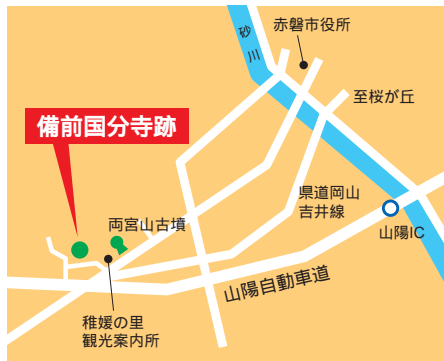 砂川
赤磐市役所
至桜が丘
備前国分寺跡
県道岡山
吉井線
両宮山古墳
山陽IC
山陽自動車道
稚媛の里
観光案内所